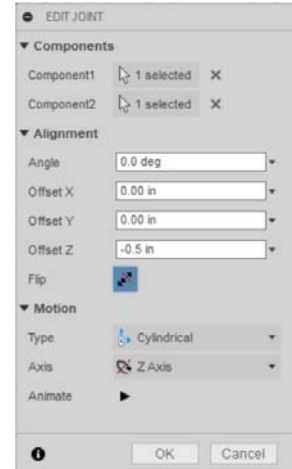 EDIT JOINT
Components
Component1 1 selected
Component2 1 selected
Alignment
Angle 0.0 deg
Offset X 0.00 in
Offset Y 0.00 in
Offset Z -0.5 in
Flip
Motion
Type Cylindrical
Axis Z Axis
Animate
OK Cancel